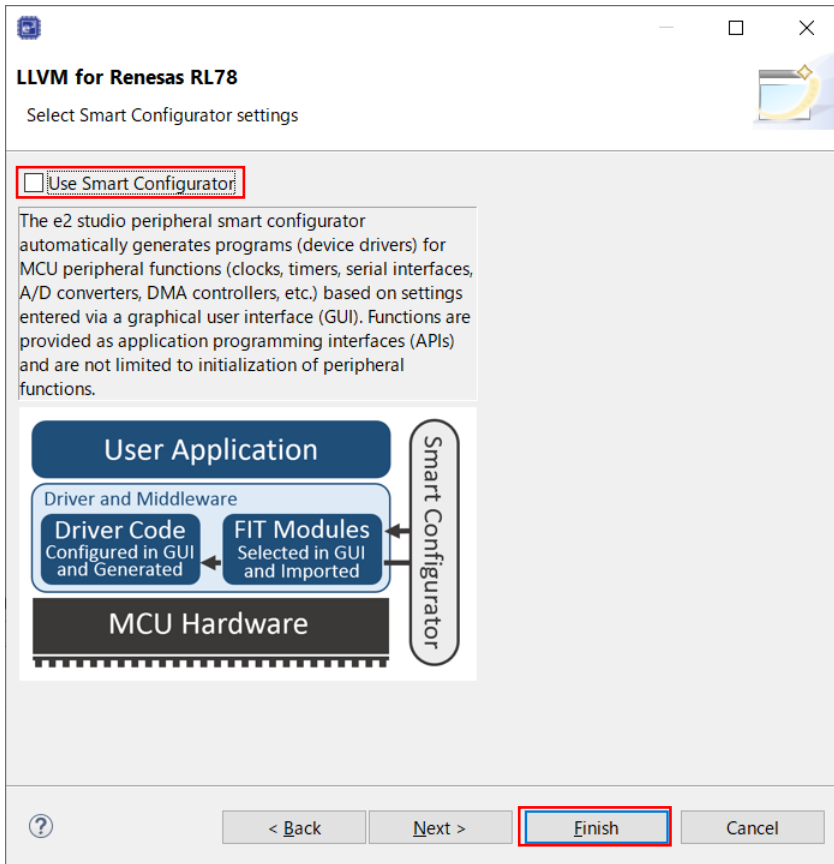 LLVM for Renesas RL78
Select Smart Configurator settings
Use Smart Configurator
The e2 studio peripheral smart configurator
automatically generates programs (device drivers) for
MCU peripheral functions (clocks, timers, serial interfaces,
A/D converters, DMA controllers, etc.) based on settings
entered via a graphical user interface (GUI). Functions are
provided as application programming interfaces (APIs)
and are not limited to initialization of peripheral
functions.
User Application
Driver and Middleware
Driver Code
Configured in GUI
and Generated
FIT Modules
Selected in GUI
and Imported
MCU Hardware
Smart Configurator
?
< Back
Next >
Finish
Cancel